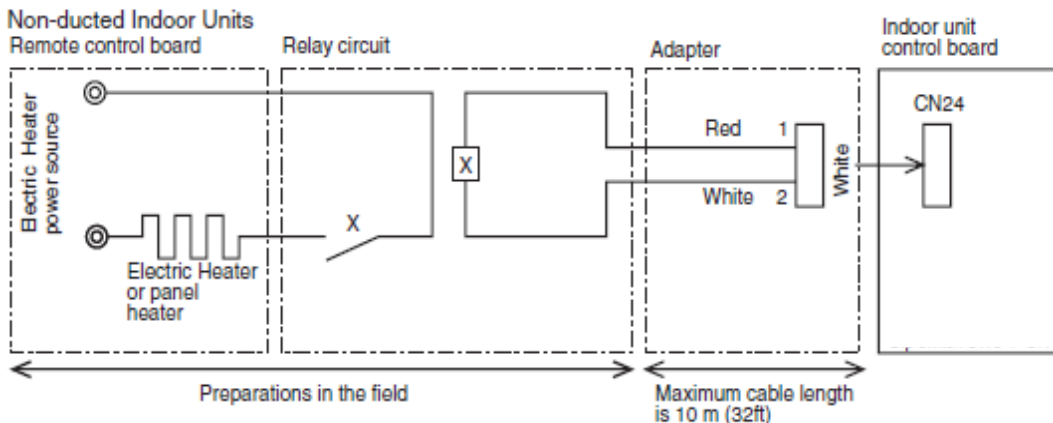 Non-ducted Indoor Units
Remote control board
Relay circuit
Adapter
Indoor unit
control board
Electric Heater
power source
X
X
Red 1
White 2
White
CN24
Electric Heater
or panel
heater
Preparations in the field
Maximum cable length
is 10 m (32ft)